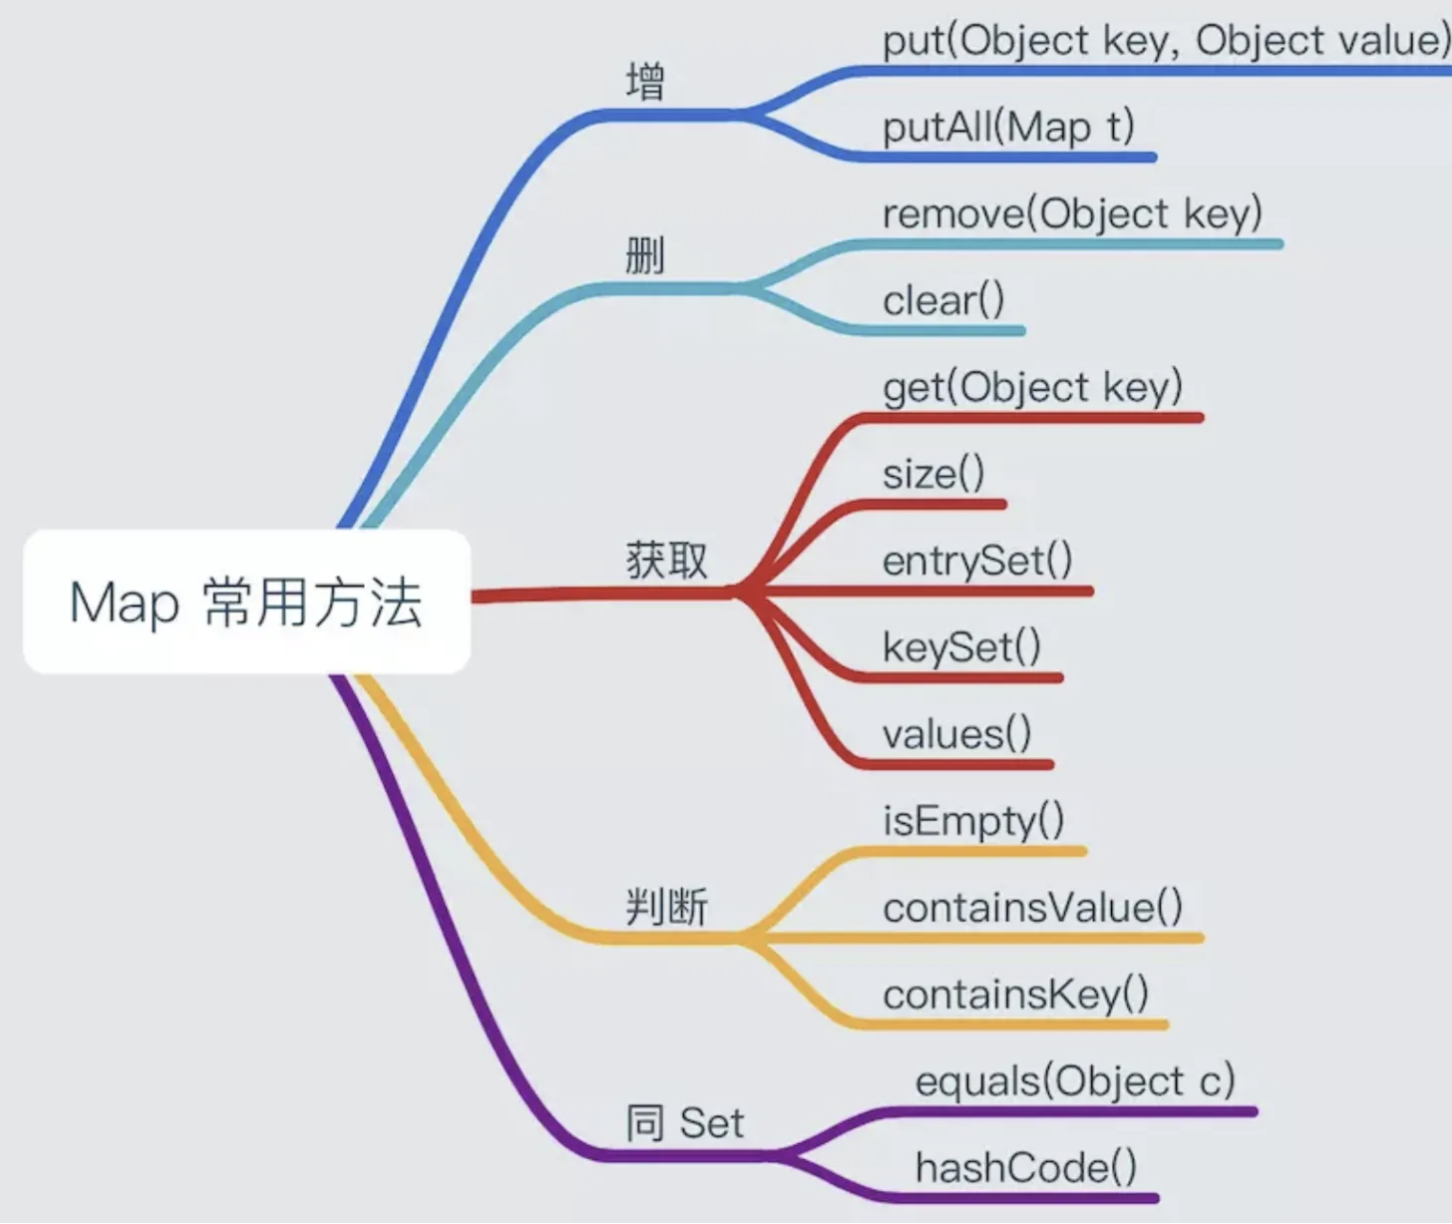 Map 常用方法
增
put(Object key, Object value)
putAll(Map t)
删
remove(Object key)
clear()
获取
get(Object key)
size()
entrySet()
keySet()
values()
判断
isEmpty()
containsValue()
containsKey()
同 Set
equals(Object c)
hashCode()